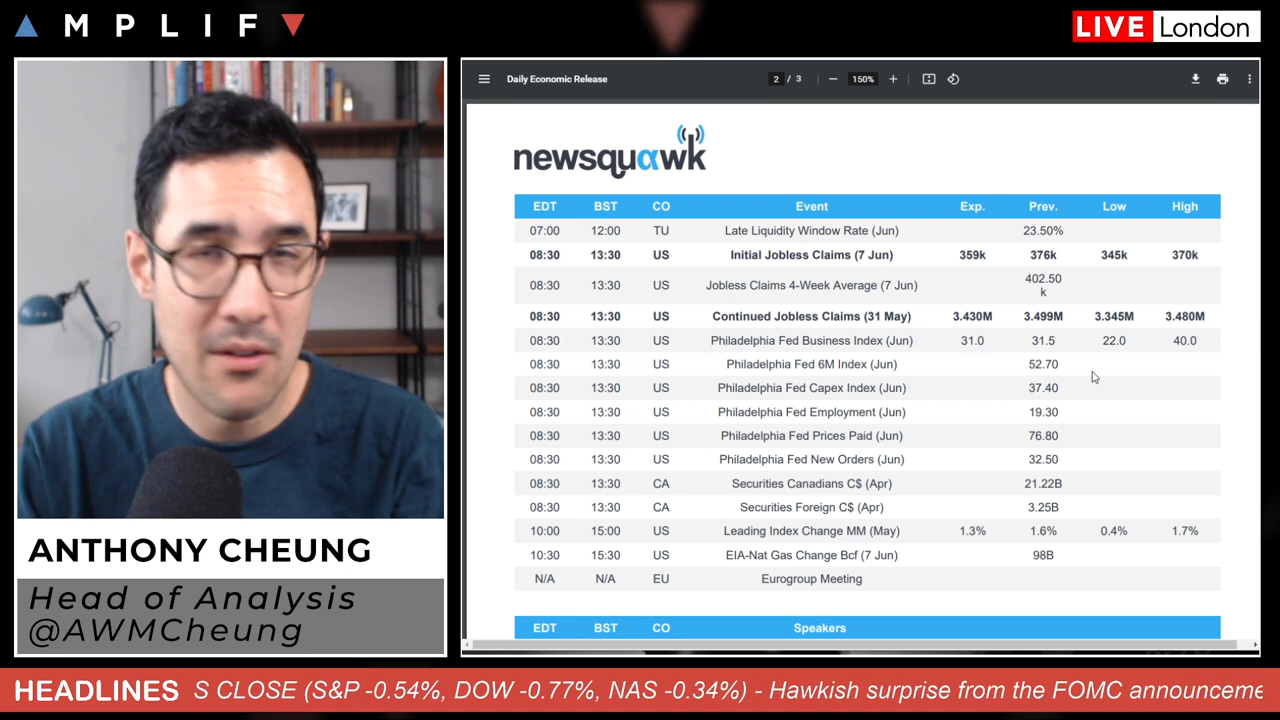 MPLIF
LIVE London
Daily Economic Release
2 / 3
150%
newsquawk
EDT BST CO Event Exp. Prev. Low High
07:00 12:00 TU Late Liquidity Window Rate (Jun) 23.50%
08:30 13:30 US Initial Jobless Claims (7 Jun) 359k 376k 345k 370k
08:30 13:30 US Jobless Claims 4-Week Average (7 Jun) 402.50
k
08:30 13:30 US Continued Jobless Claims (31 May) 3.430M 3.499M 3.345M 3.480M
08:30 13:30 US Philadelphia Fed Business Index (Jun) 31.0 31.5 22.0 40.0
08:30 13:30 US Philadelphia Fed 6M Index (Jun) 52.70
08:30 13:30 US Philadelphia Fed Capex Index (Jun) 37.40
08:30 13:30 US Philadelphia Fed Employment (Jun) 19.30
08:30 13:30 US Philadelphia Fed Prices Paid (Jun) 76.80
08:30 13:30 US Philadelphia Fed New Orders (Jun) 32.50
08:30 13:30 CA Securities Canadians C$ (Apr) 21.22B
08:30 13:30 CA Securities Foreign C$ (Apr) 3.25B
10:00 15:00 US Leading Index Change MM (May) 1.3% 1.6% 0.4% 1.7%
10:30 15:30 US EIA-Nat Gas Change Bcf (7 Jun) 98B
N/A N/A EU Eurogroup Meeting
EDT BST CO Speakers
ANTHONY CHEUNG
Head of Analysis
@AWMCheung
HEADLINES S CLOSE (S&P -0.54%, DOW -0.77%, NAS -0.34%) - Hawkish surprise from the FOMC announceme